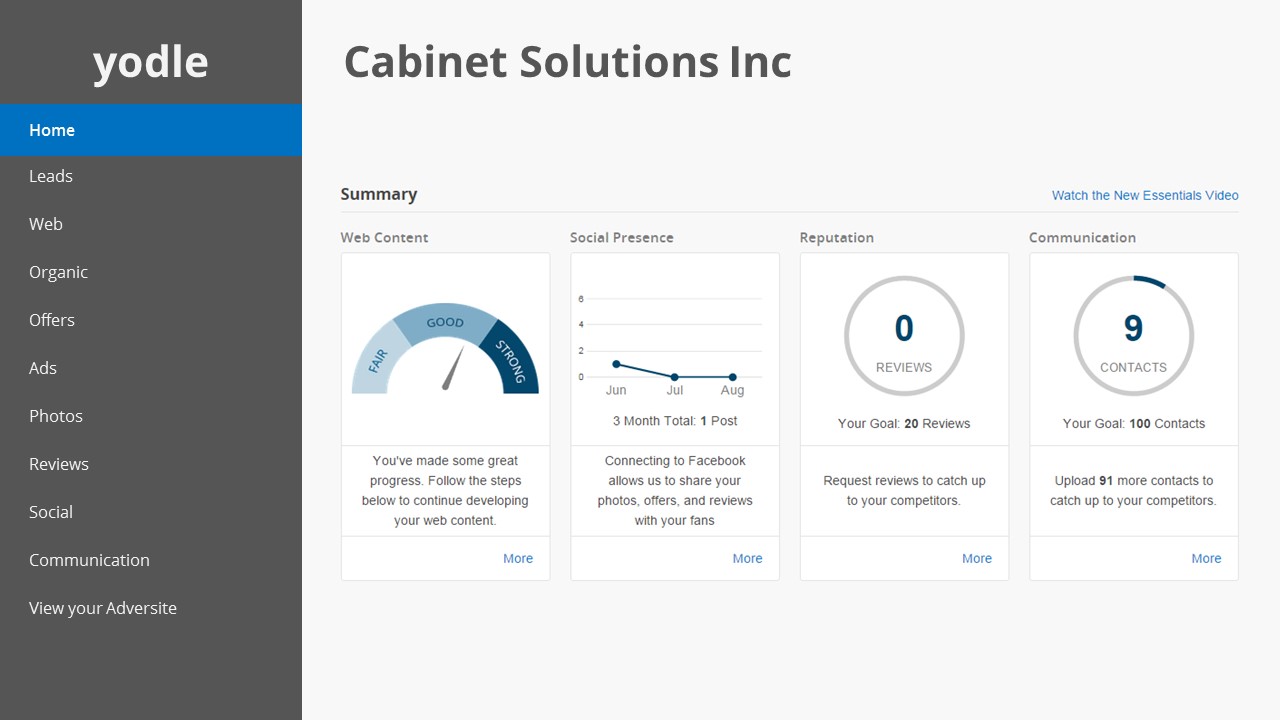 yodle
Home
Leads
Web
Organic
Offers
Ads
Photos
Reviews
Social
Communication
View your Adversite
Cabinet Solutions Inc
Summary
Watch the New Essentials Video
Web Content
FAIR
GOOD
STRONG
You've made some great
progress. Follow the steps
below to continue developing
your web content.
More
Social Presence
6
4
2
0
Jun Jul Aug
3 Month Total: 1 Post
Connecting to Facebook
allows us to share your
photos, offers, and reviews
with your fans
More
Reputation
0
REVIEWS
Your Goal: 20 Reviews
Request reviews to catch up
to your competitors.
More
Communication
9
CONTACTS
Your Goal: 100 Contacts
Upload 91 more contacts to
catch up to your competitors.
More